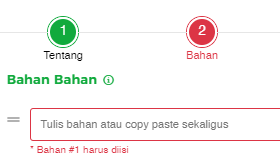 1 2
Tentang Bahan
Bahan Bahan
Tulis bahan atau copy paste sekaligus
* Bahan #1 harus diisi